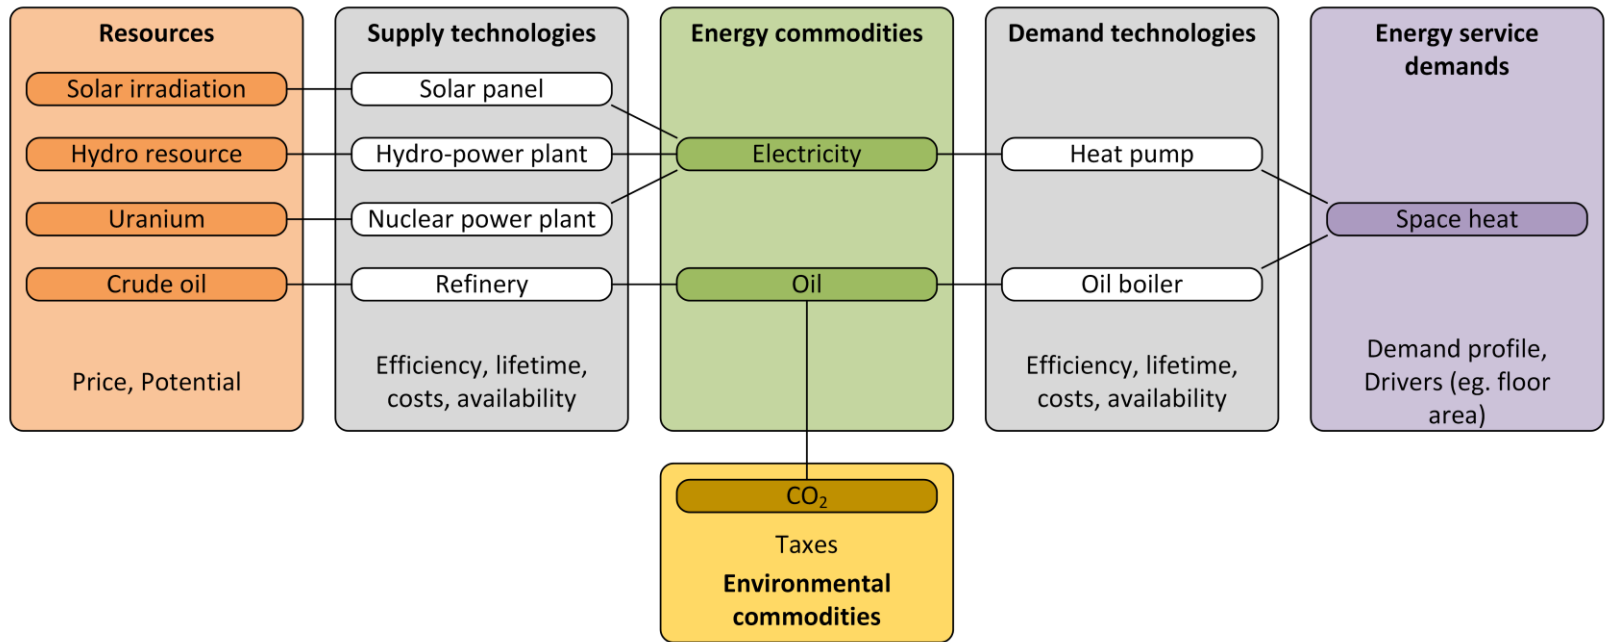 Resources
Solar irradiation
Hydro resource
Uranium
Crude oil
Price, Potential
Supply technologies
Solar panel
Hydro-power plant
Nuclear power plant
Refinery
Efficiency, lifetime,
costs, availability
Energy commodities
Electricity
Oil
Demand technologies
Heat pump
Oil boiler
Efficiency, lifetime,
costs, availability
Energy service
demands
Space heat
Demand profile,
Drivers (eg. floor
area)
CO₂
Taxes
Environmental
commodities